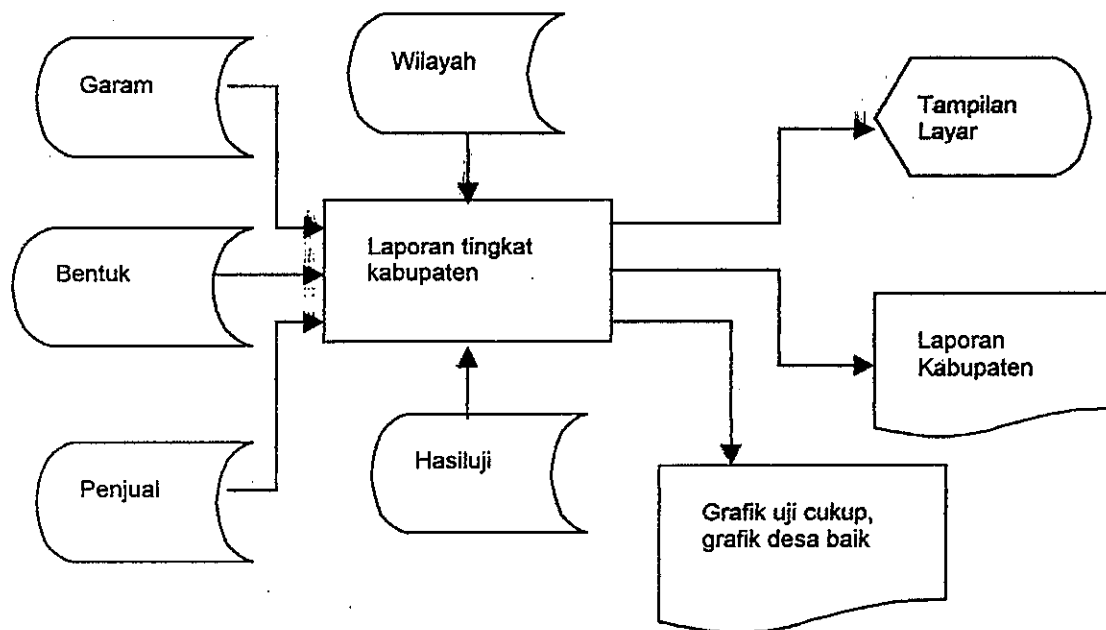 Garam
Wilayah
Tampilan
Layar
Bentuk
Laporan tingkat
kabupaten
Laporan
Kabupaten
Penjual
Hasiluji
Grafik uji cukup,
grafik desa baik